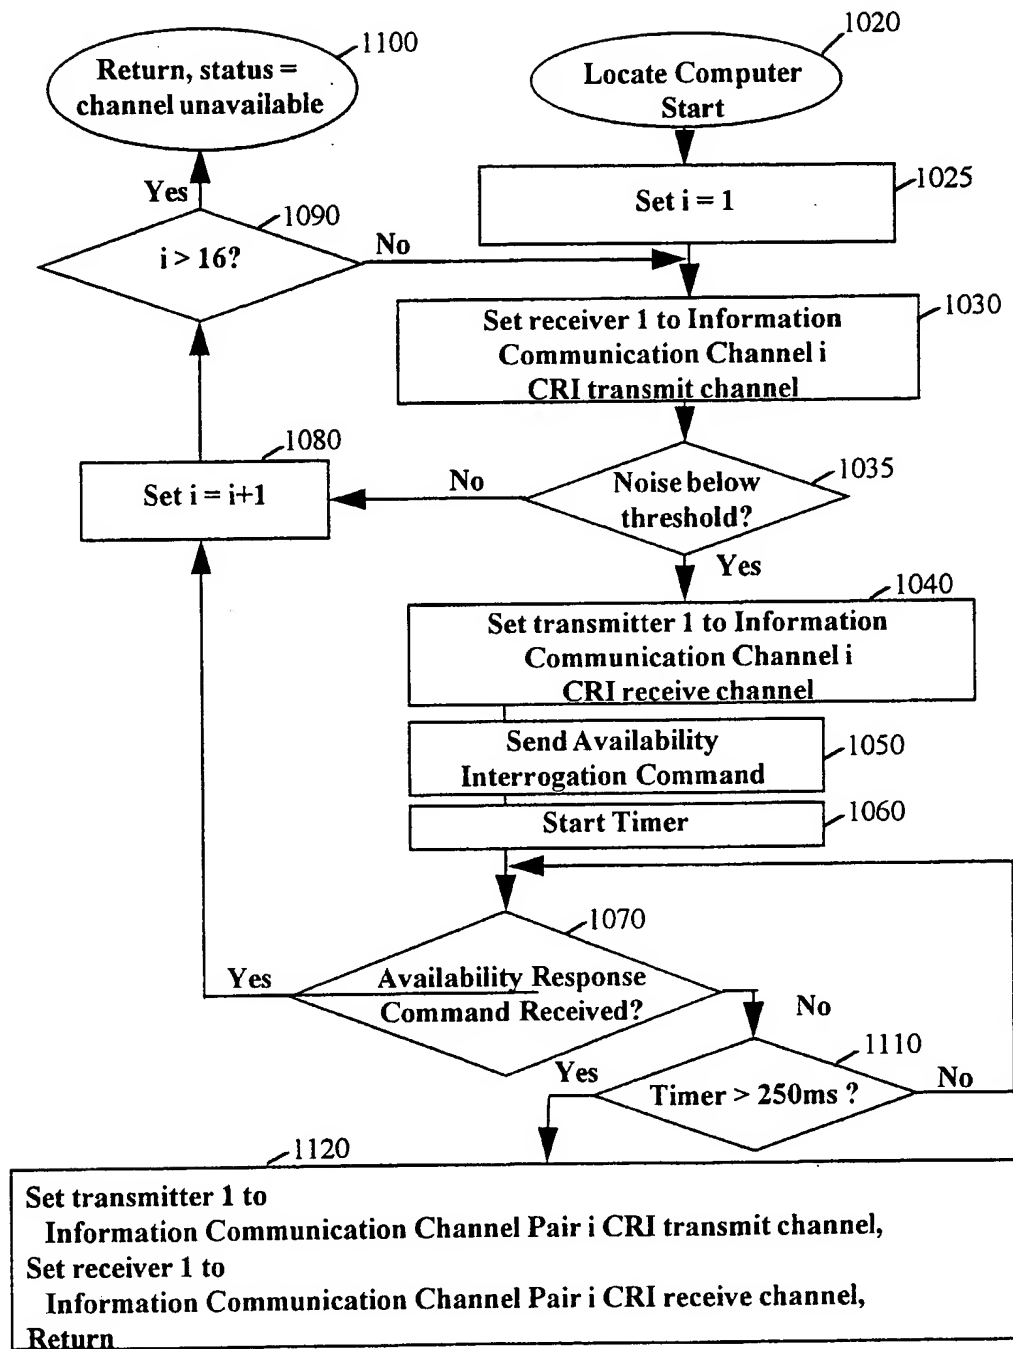 1100
Return, status =
channel unavailable
1020
Locate Computer
Start
1025
Set i = 1
Yes
1090
i > 16?
No
1030
Set receiver 1 to Information
Communication Channel i
CRI transmit channel
1080
Set i = i+1
No
1035
Noise below
threshold?
Yes
1040
Set transmitter 1 to Information
Communication Channel i
CRI receive channel
1050
Send Availability
Interrogation Command
1060
Start Timer
1070
Yes
Availability Response
Command Received?
No
1110
Yes
Timer > 250ms ?
No
1120
Set transmitter 1 to
Information Communication Channel Pair i CRI transmit channel,
Set receiver 1 to
Information Communication Channel Pair i CRI receive channel,
Return